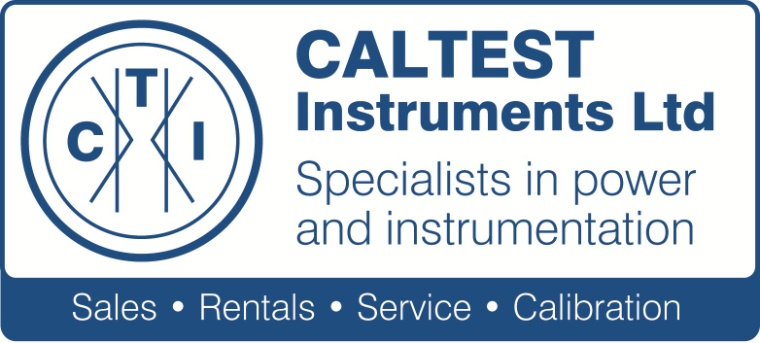 C T I
CALTEST
Instruments Ltd
Specialists in power
and instrumentation
Sales • Rentals • Service • Calibration